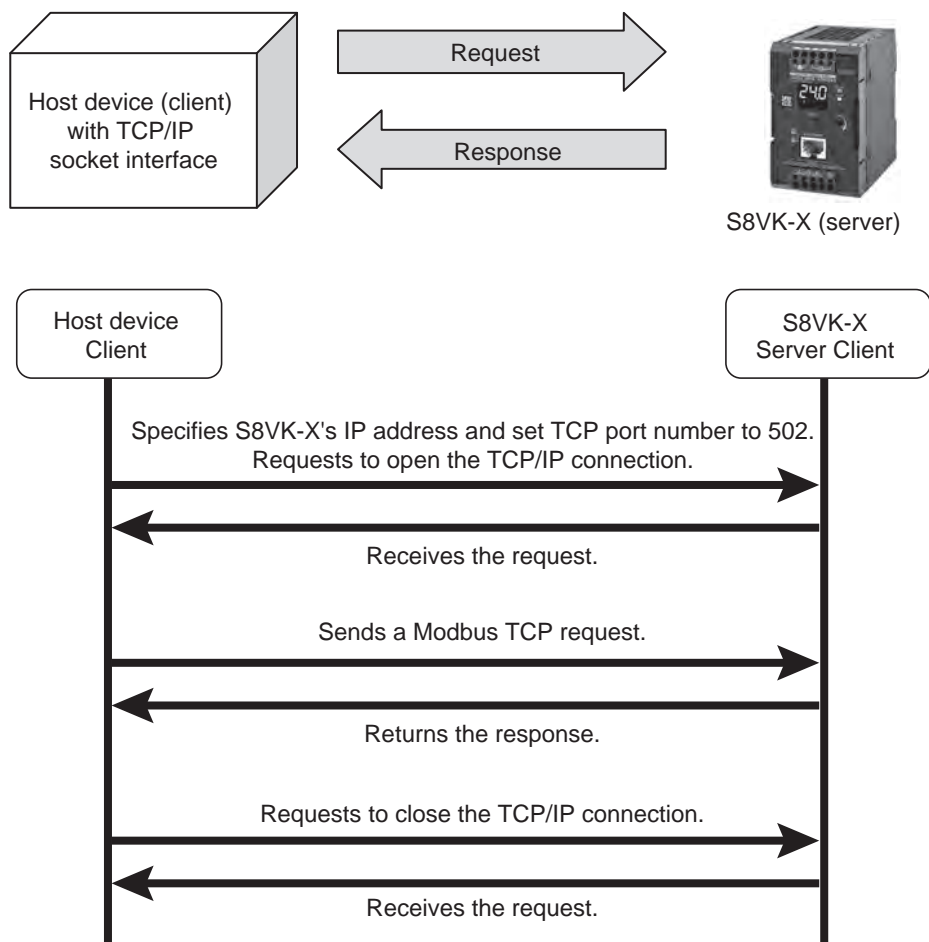 Host device (client)
with TCP/IP
socket interface
Request
Response
24.0
S8VK-X (server)
Host device
Client
S8VK-X
Server Client
Specifies S8VK-X's IP address and set TCP port number to 502.
Requests to open the TCP/IP connection.
Receives the request.
Sends a Modbus TCP request.
Returns the response.
Requests to close the TCP/IP connection.
Receives the request.